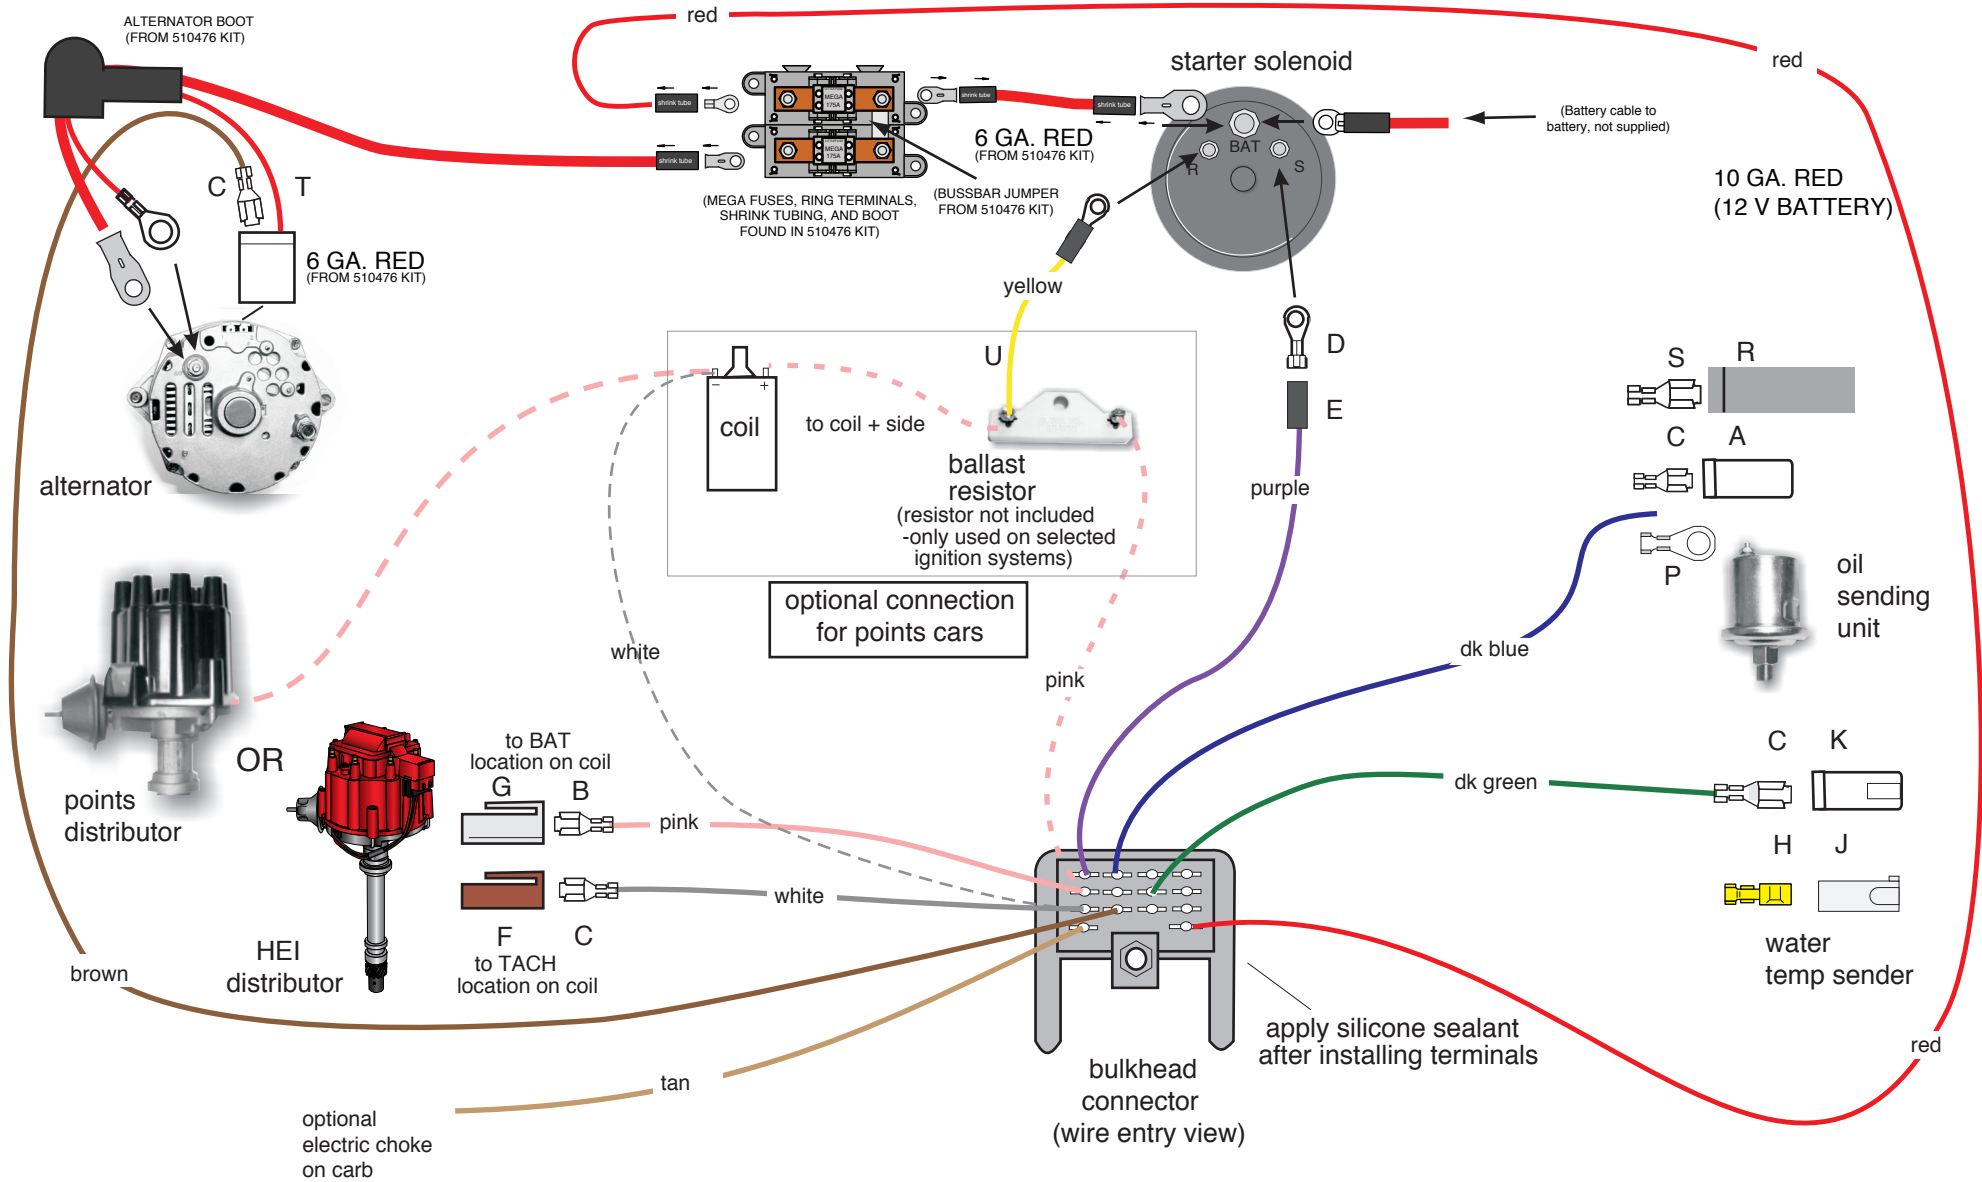 ALTERNATOR BOOT
(FROM 510476 KIT)
red
red
starter solenoid
shrink tube
MEGA
175A
shrink tube
shrink tube
(Battery cable to
battery, not supplied)
6 GA. RED
(FROM 510476 KIT)
BAT
R
S
shrink tube
MEGA
175A
(MEGA FUSES, RING TERMINALS,
SHRINK TUBING, AND BOOT
FOUND IN 510476 KIT)
(BUSSBAR JUMPER
FROM 510476 KIT)
10 GA. RED
(12 V BATTERY)
C
T
6 GA. RED
(FROM 510476 KIT)
alternator
yellow
U
D
E
−
+
coil
to coil + side
ballast
resistor
(resistor not included
-only used on selected
ignition systems)
optional connection
for points cars
purple
S
R
C
A
P
oil
sending
unit
dk blue
white
pink
points
distributor
OR
to BAT
location on coil
G
B
pink
HEI
distributor
F
C
to TACH
location on coil
white
dk green
C
K
H
J
water
temp sender
brown
tan
optional
electric choke
on carb
bulkhead
connector
(wire entry view)
apply silicone sealant
after installing terminals
red